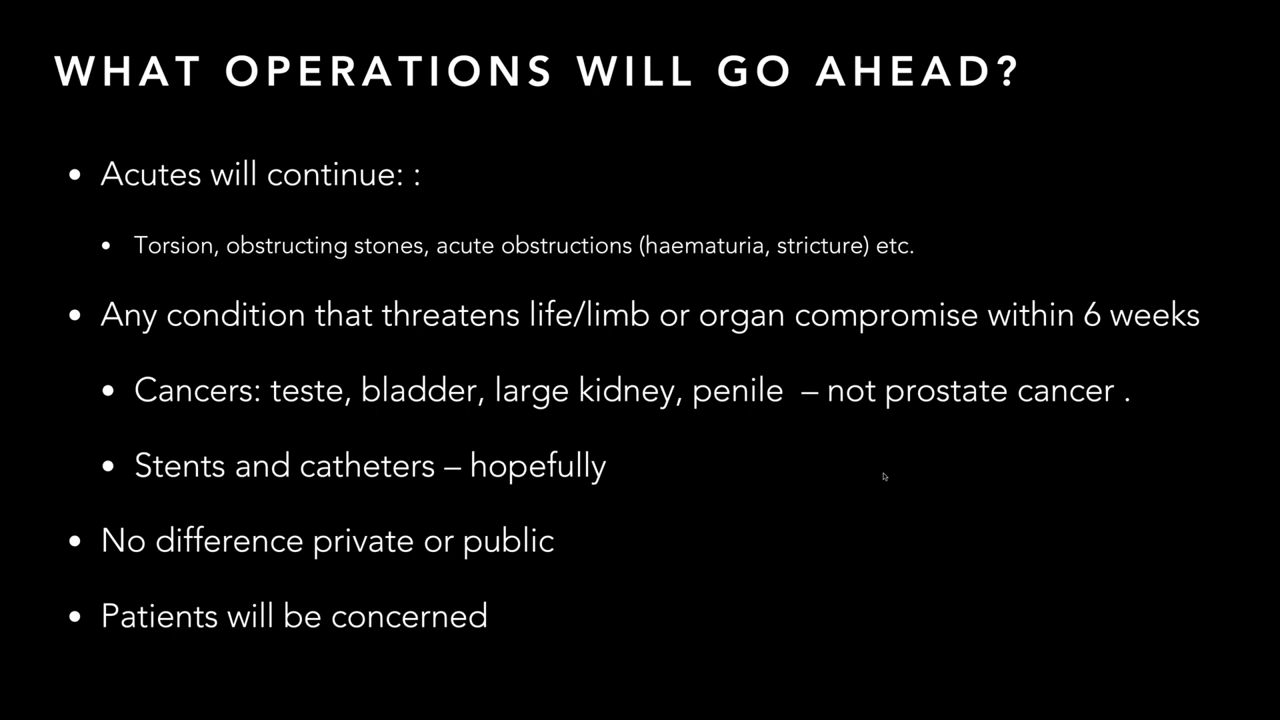 WHAT OPERATIONS WILL GO AHEAD?
• Acutes will continue: :
• Torsion, obstructing stones, acute obstructions (haematuria, stricture) etc.
• Any condition that threatens life/limb or organ compromise within 6 weeks
• Cancers: teste, bladder, large kidney, penile – not prostate cancer .
• Stents and catheters – hopefully
• No difference private or public
• Patients will be concerned